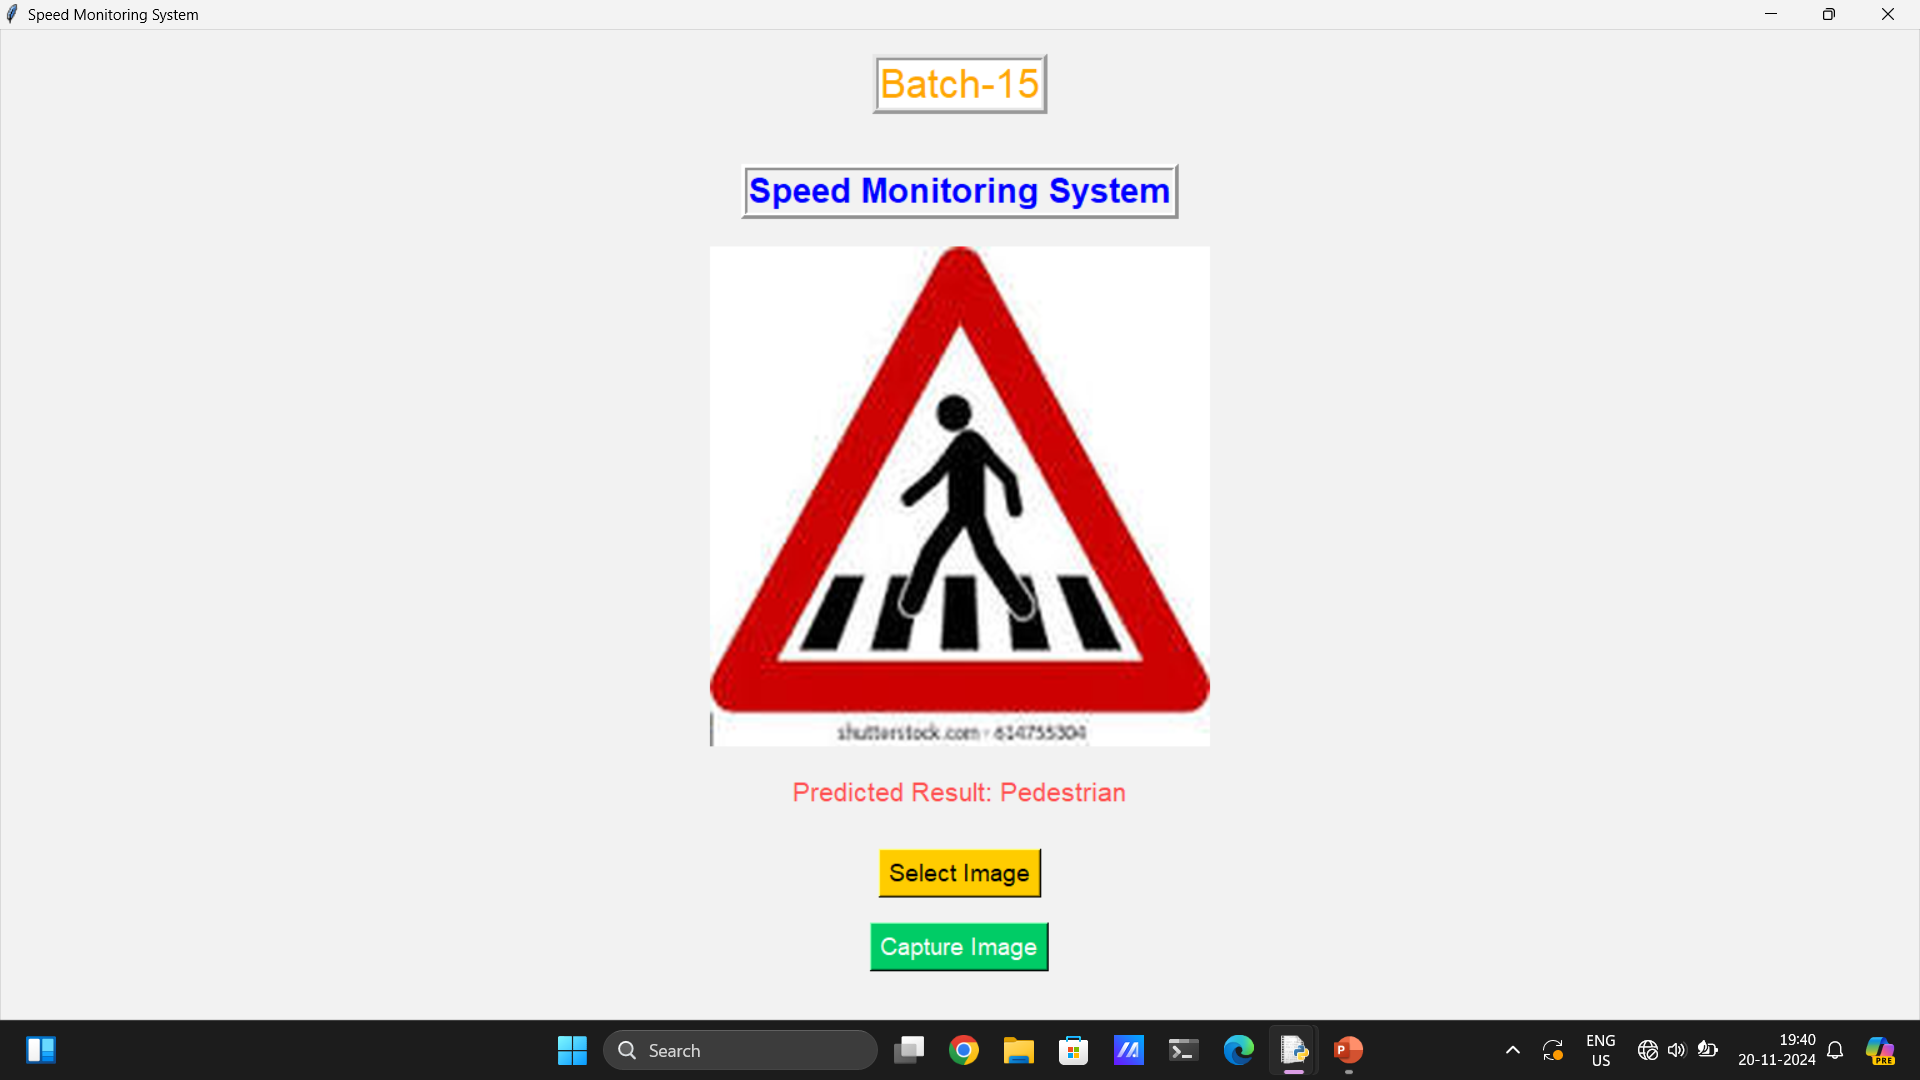 Speed Monitoring System
Batch-15
Speed Monitoring System
shutterstock.com · 614755304
Predicted Result: Pedestrian
Select Image
Capture Image
Search
ENG
US
19:40
20-11-2024
PRE